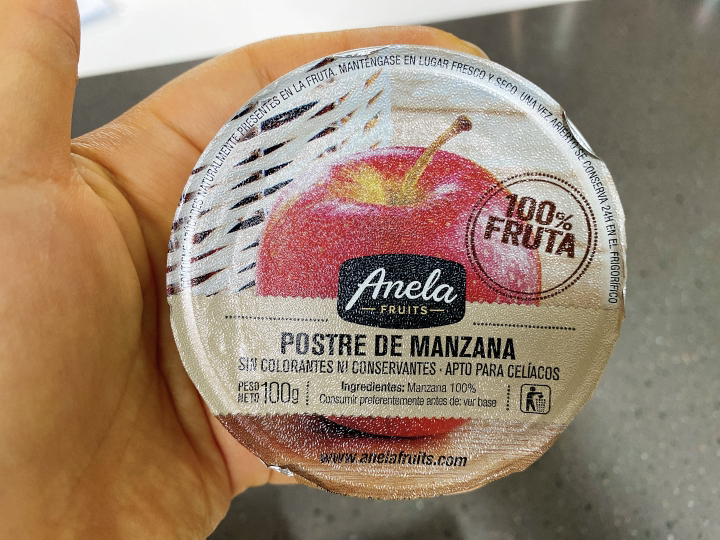 NATURALMENTE PRESENTES EN LA FRUTA. MANTÉNGASE EN LUGAR FRESCO Y SECO. UNA VEZ ABIERTO SE CONSERVA 24H EN EL FRIGORÍFICO
100%
FRUTA
Anela
FRUITS
POSTRE DE MANZANA
SIN COLORANTES NI CONSERVANTES · APTO PARA CELÍACOS
PESO
NETO 100g
Ingredientes: Manzana 100%
Consumir preferentemente antes de: ver base
www.anelafruits.com